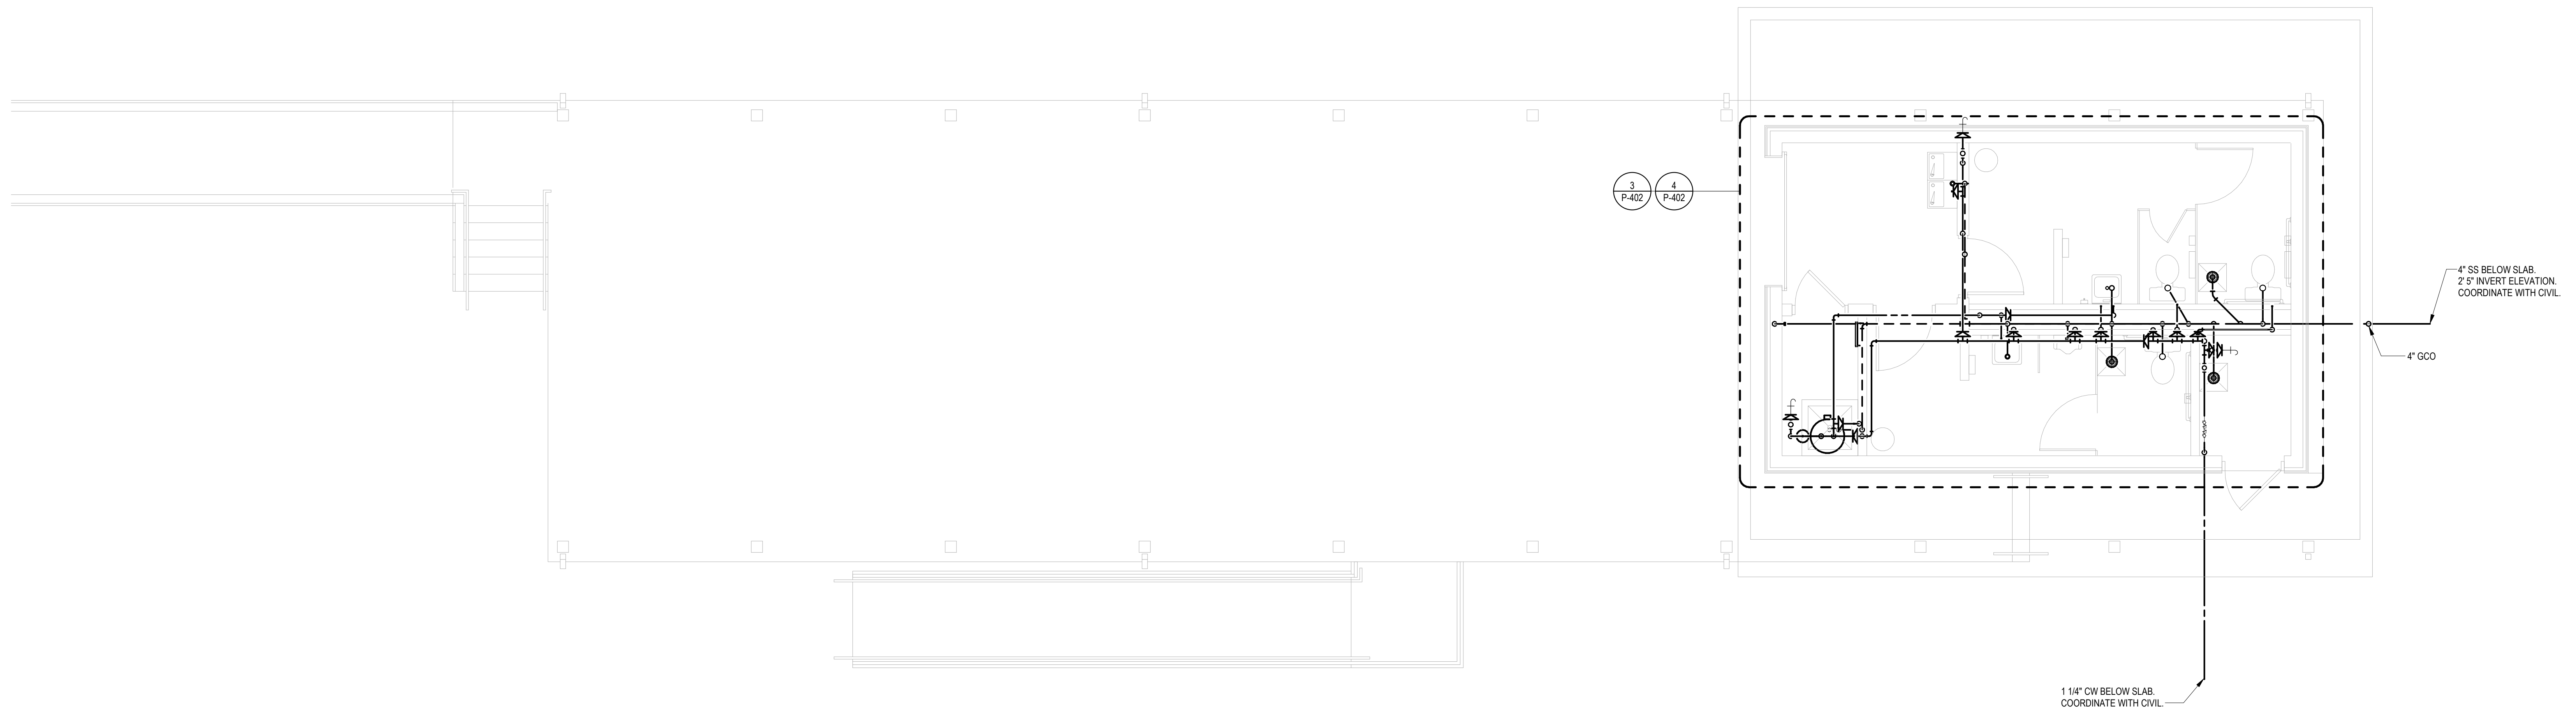 3
P-402
4
P-402
4" SS BELOW SLAB.
2' 5" INVERT ELEVATION.
COORDINATE WITH CIVIL.
4" GCO
1 1/4" CW BELOW SLAB.
COORDINATE WITH CIVIL.